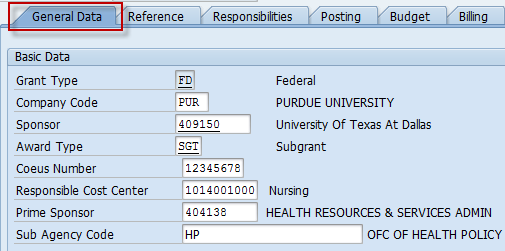 General Data Reference Responsibilities Posting Budget Billing
Basic Data
Grant Type FD Federal
Company Code PUR PURDUE UNIVERSITY
Sponsor 409150 University Of Texas At Dallas
Award Type SGT Subgrant
Coeus Number 12345678
Responsible Cost Center 1014001000 Nursing
Prime Sponsor 404138 HEALTH RESOURCES & SERVICES ADMIN
Sub Agency Code HP OFC OF HEALTH POLICY